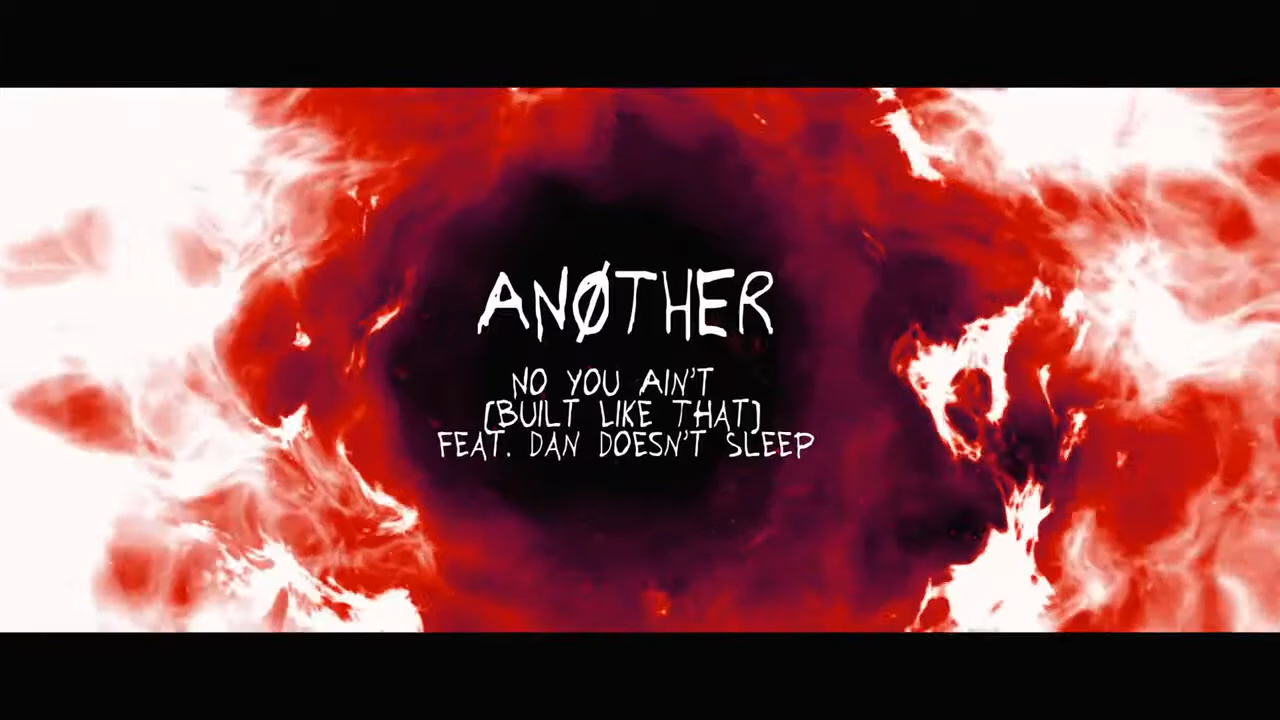 ANØTHER
NO YOU AIN'T
(BUILT LIKE THAT)
FEAT. DAN DOESN'T SLEEP